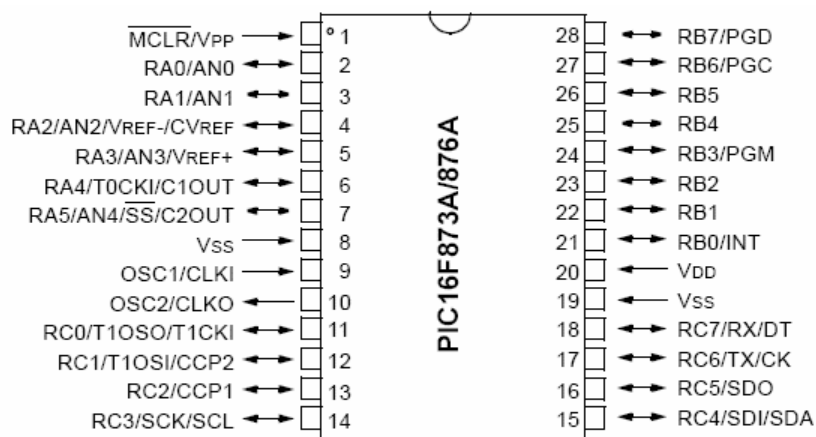 MCLR/VPP 1 28 RB7/PGD
RA0/AN0 2 27 RB6/PGC
RA1/AN1 3 26 RB5
RA2/AN2/VREF-/CVREF 4 25 RB4
RA3/AN3/VREF+ 5 24 RB3/PGM
RA4/T0CKI/C1OUT 6 23 RB2
RA5/AN4/SS/C2OUT 7 22 RB1
VSS 8 21 RB0/INT
OSC1/CLKI 9 20 VDD
OSC2/CLKO 10 19 VSS
RC0/T1OSO/T1CKI 11 18 RC7/RX/DT
RC1/T1OSI/CCP2 12 17 RC6/TX/CK
RC2/CCP1 13 16 RC5/SDO
RC3/SCK/SCL 14 15 RC4/SDI/SDA
PIC16F873A/876A